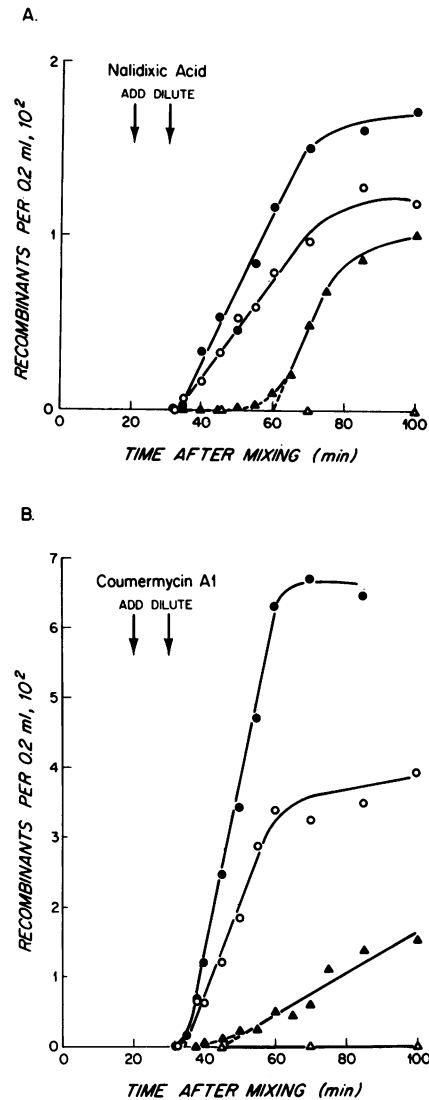 A.
Nalidixic Acid
ADD DILUTE
2
1
0
0 20 40 60 80 100
RECOMBINANTS PER 0.2 ml, 10²
TIME AFTER MIXING (min)
B.
Coumermycin A1
ADD DILUTE
7
6
5
4
3
2
1
0
0 20 40 60 80 100
RECOMBINANTS PER 0.2 ml, 10²
TIME AFTER MIXING (min)